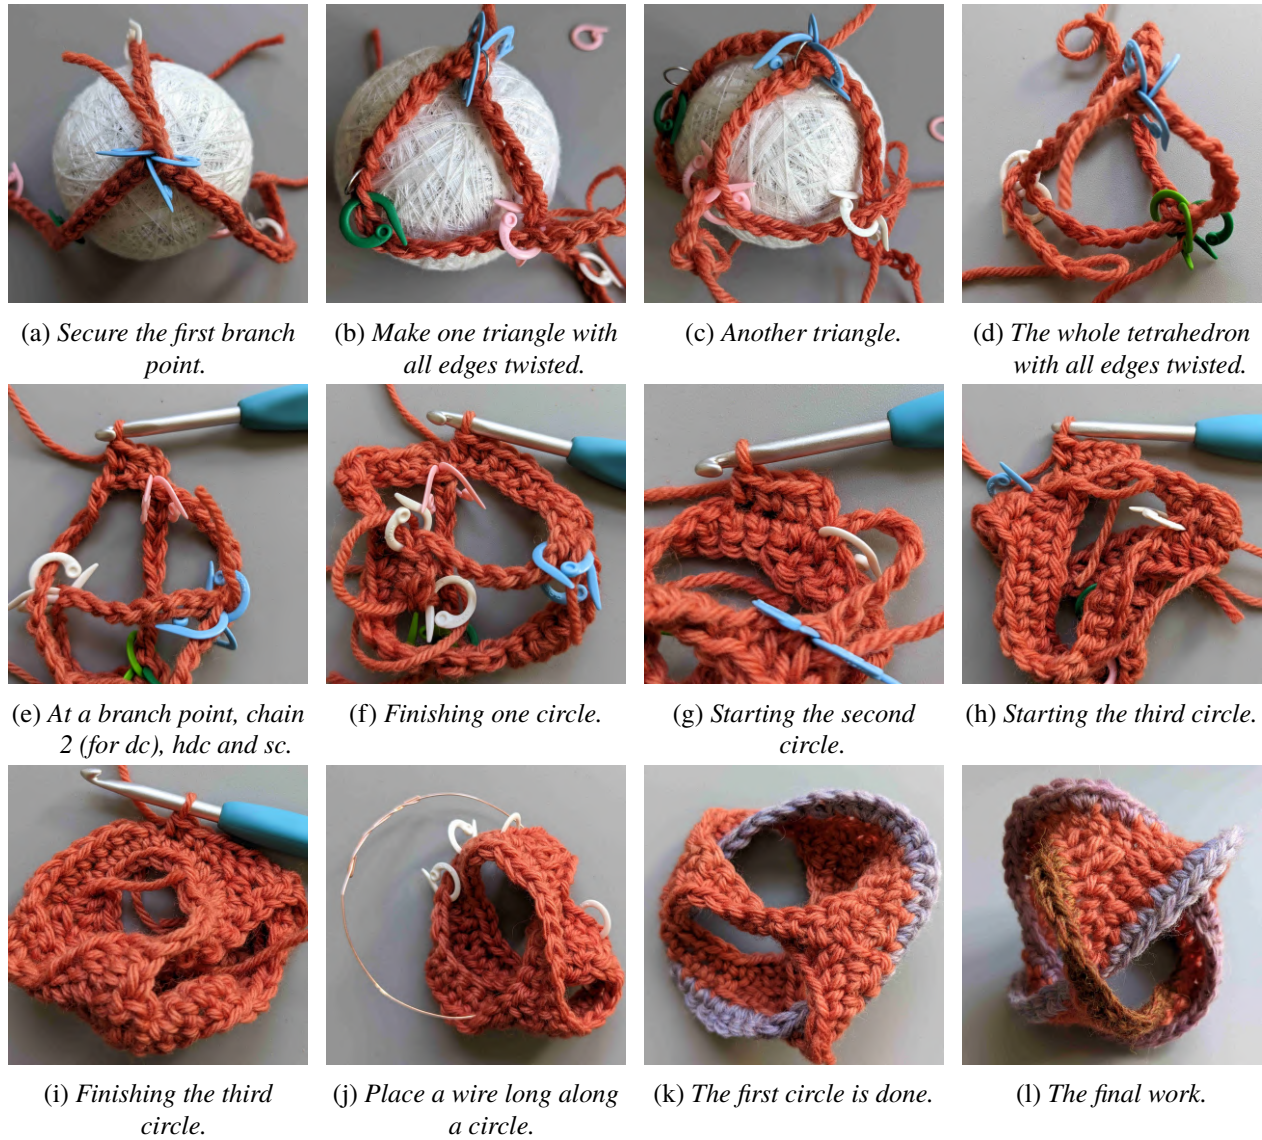 (a) Secure the first branch
point.
(b) Make one triangle with
all edges twisted.
(c) Another triangle.
(d) The whole tetrahedron
with all edges twisted.
(e) At a branch point, chain
2 (for dc), hdc and sc.
(f) Finishing one circle.
(g) Starting the second
circle.
(h) Starting the third circle.
(i) Finishing the third
circle.
(j) Place a wire long along
a circle.
(k) The first circle is done.
(l) The final work.